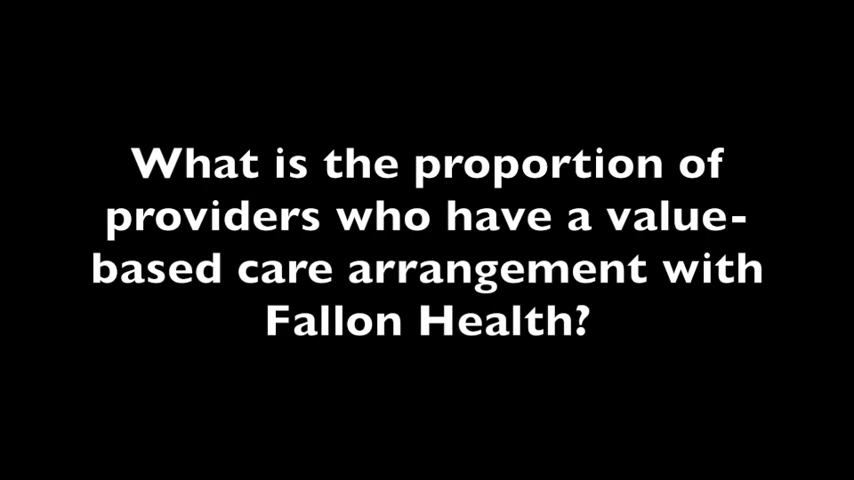 What is the proportion of
providers who have a value-
based care arrangement with
Fallon Health?